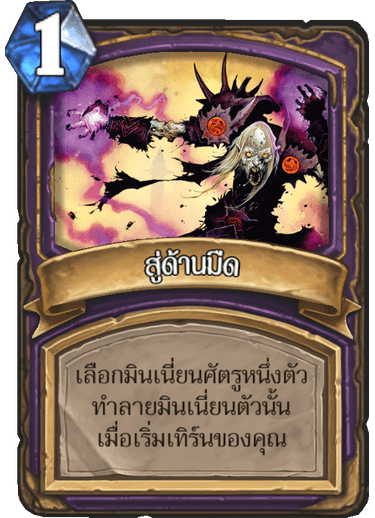 1
สู่ด้านมืด
เลือกมินเนี่ยนศัตรูหนึ่งตัว
ทำลายมินเนี่ยนตัวนั้น
เมื่อเริ่มเทิร์นของคุณ